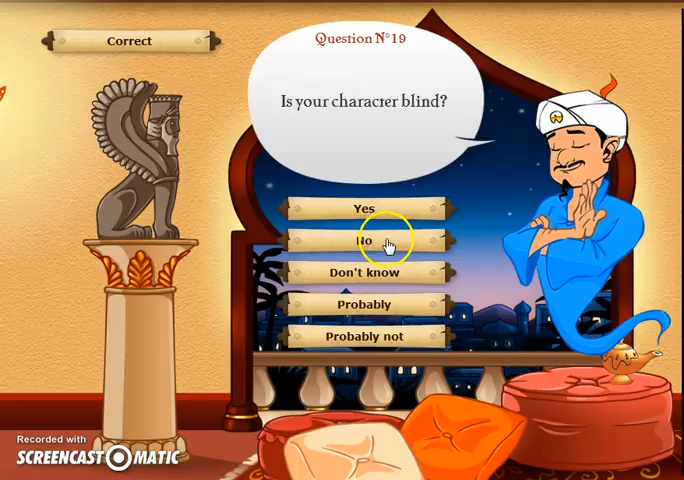 Correct
Question N°19
Is your character blind?
Yes
No
Don't know
Probably
Probably not
Recorded with
SCREENCAST O MATIC